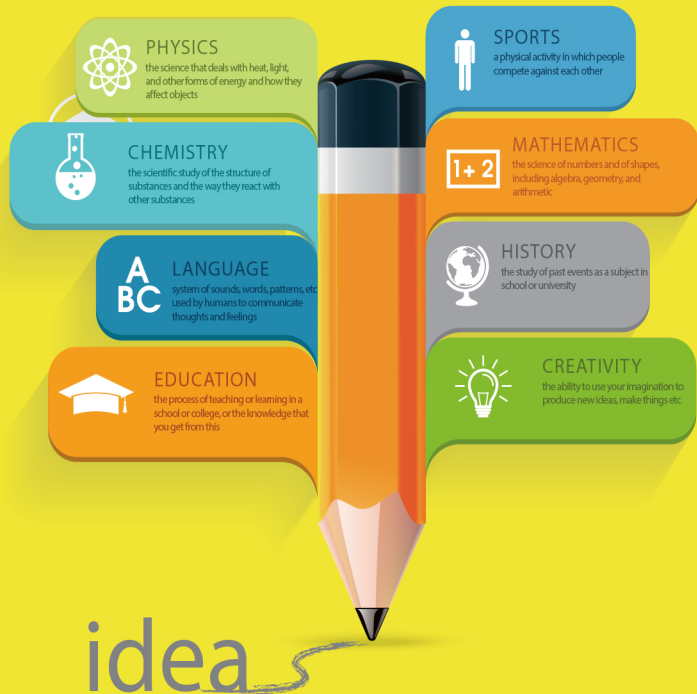 PHYSICS
the science that deals with heat, light,
and other forms of energy and how they
affect objects
CHEMISTRY
the scientific study of the structure of
substances and the way they react with
other substances
A
BC
LANGUAGE
system of sounds, words, patterns, etc
used by humans to communicate
thoughts and feelings
EDUCATION
the process of teaching or learning in a
school or college, or the knowledge that
you get from this
SPORTS
a physical activity in which people
compete against each other
1+ 2
MATHEMATICS
the science of numbers and of shapes,
including algebra, geometry, and
arithmetic
HISTORY
the study of past events as a subject in
school or university
CREATIVITY
the ability to use your imagination to
produce new ideas, make things etc
idea